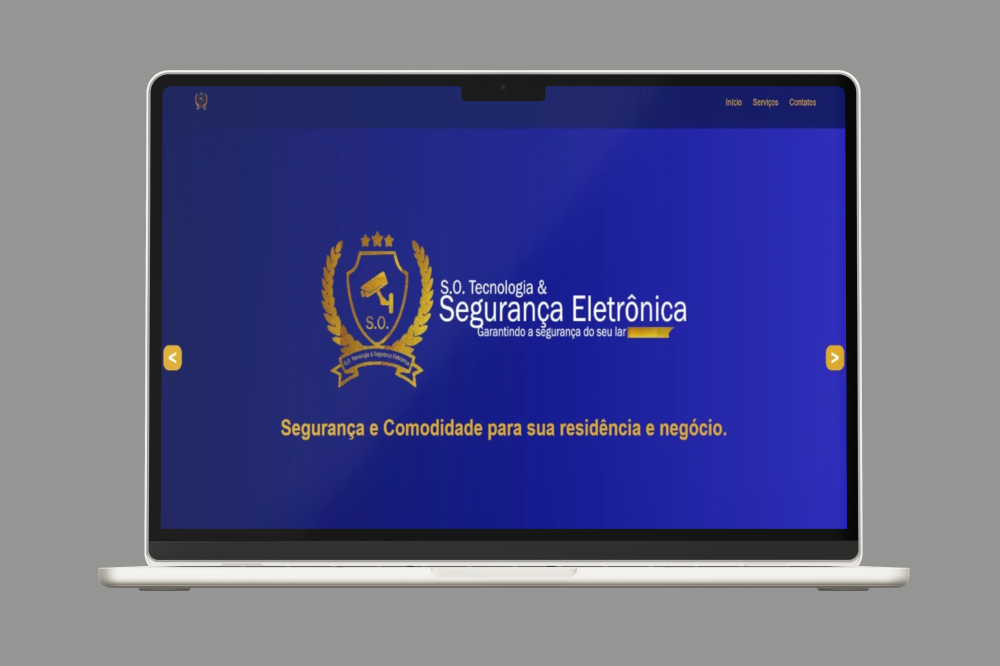 Início Serviços Contatos
S.O. Tecnologia &
Segurança Eletrônica
Garantindo a segurança do seu lar
S.O.
S.O. Tecnologia & Segurança Eletrônica
<
>
Segurança e Comodidade para sua residência e negócio.